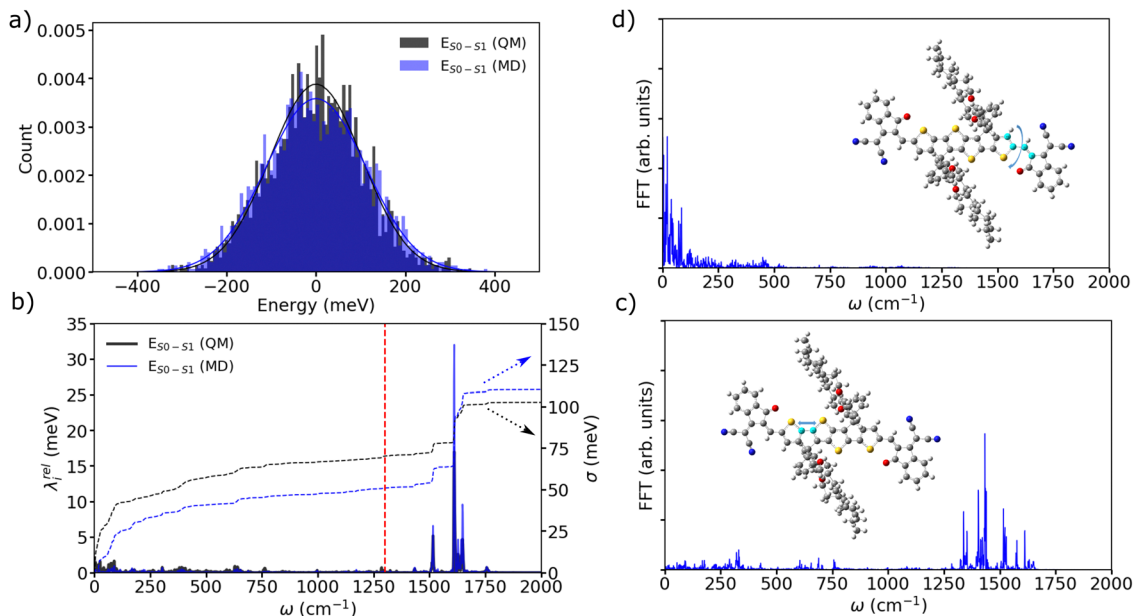 a)
0.005
0.004
0.003
0.002
0.001
0.000
Count
E_{S0-S1} (QM)
E_{S0-S1} (MD)
−400
−200
0
200
400
Energy (meV)
b)
35
30
25
20
15
10
5
0
λ_i^{rel} (meV)
E_{S0-S1} (QM)
E_{S0-S1} (MD)
150
100
50
0
σ (meV)
0
250
500
750
1000
1250
1500
1750
2000
ω (cm⁻¹)
d)
FFT (arb. units)
0
250
500
750
1000
1250
1500
1750
2000
ω (cm⁻¹)
c)
FFT (arb. units)
0
250
500
750
1000
1250
1500
1750
2000
ω (cm⁻¹)